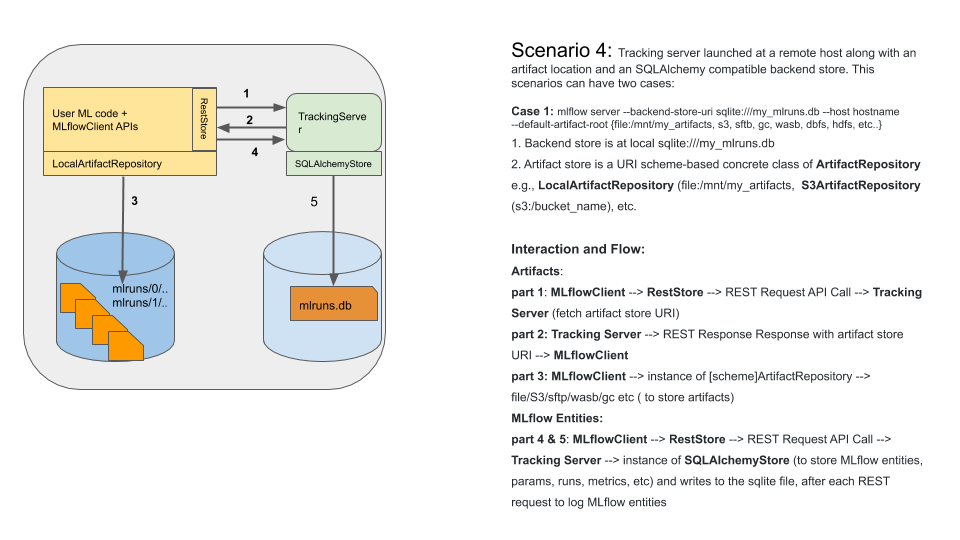 1
User ML code +
MLflowClient APIs
RestStore
2
TrackingServe
r
4
LocalArtifactRepository
SQLAlchemyStore
3
5
mlruns/0/..
mlruns/1/..
mlruns.db
Scenario 4: Tracking server launched at a remote host along with an
artifact location and an SQLAlchemy compatible backend store. This
scenarios can have two cases:
Case 1: mlflow server --backend-store-uri sqlite:///my_mlruns.db --host hostname
--default-artifact-root {file:/mnt/my_artifacts, s3, sftb, gc, wasb, dbfs, hdfs, etc..}
1. Backend store is at local sqlite:///my_mlruns.db
2. Artifact store is a URI scheme-based concrete class of ArtifactRepository
e.g., LocalArtifactRepository (file:/mnt/my_artifacts, S3ArtifactRepository
(s3:/bucket_name), etc.
Interaction and Flow:
Artifacts:
part 1: MLflowClient --> RestStore --> REST Request API Call --> Tracking
Server (fetch artifact store URI)
part 2: Tracking Server --> REST Response Response with artifact store
URI --> MLflowClient
part 3: MLflowClient --> instance of [scheme]ArtifactRepository -->
file/S3/sftp/wasb/gc etc ( to store artifacts)
MLflow Entities:
part 4 & 5: MLflowClient --> RestStore --> REST Request API Call -->
Tracking Server --> instance of SQLAlchemyStore (to store MLflow entities,
params, runs, metrics, etc) and writes to the sqlite file, after each REST
request to log MLflow entities